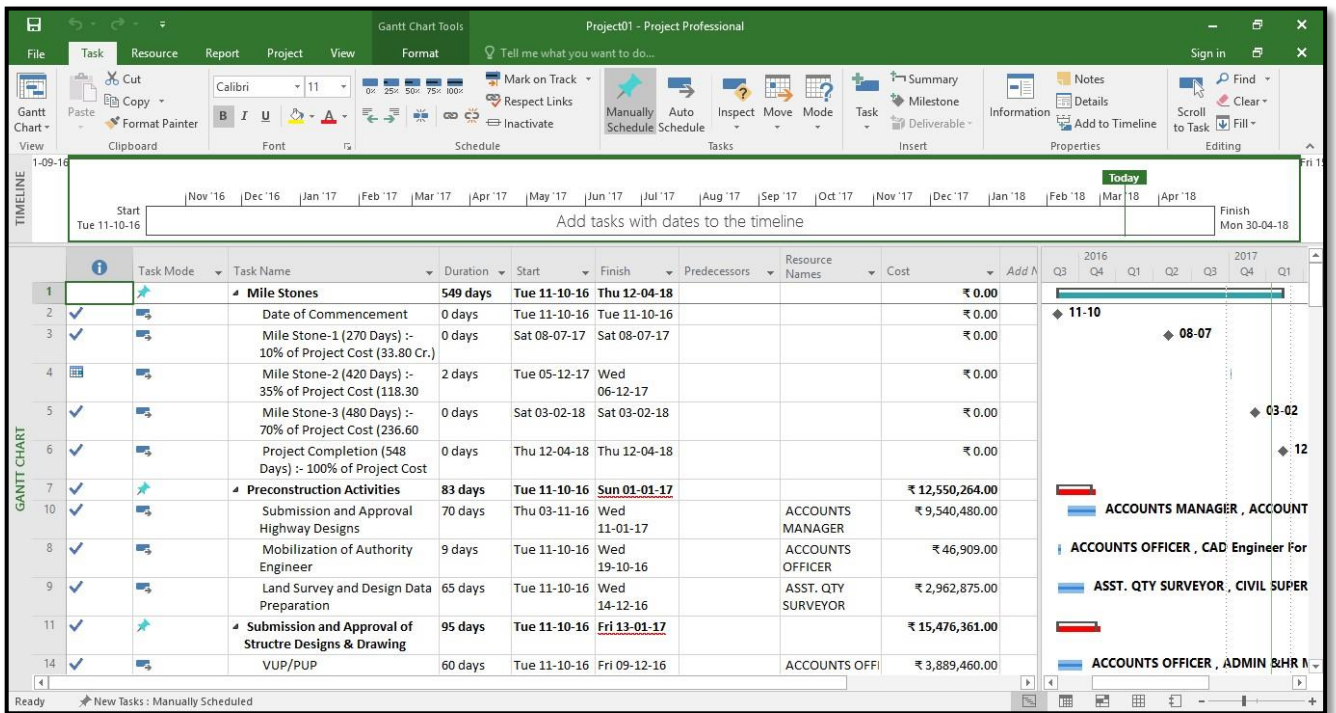 Gantt Chart Tools
Project01 - Project Professional
File Task Resource Report Project View Format Tell me what you want to do... Sign in
Gantt Chart
Paste
Cut
Copy
Format Painter
Calibri 11
B I U A
0% 25% 50% 75% 100%
Mark on Track
Respect Links
Inactivate
Manually Schedule
Auto Schedule
Inspect
Move
Mode
Task
Summary
Milestone
Deliverable
Information
Notes
Details
Add to Timeline
Scroll to Task
Find
Clear
Fill
View Clipboard Font Schedule Tasks Insert Properties Editing
TIMELINE
1-09-16
Fri 15
Today
Nov '16 Dec '16 Jan '17 Feb '17 Mar '17 Apr '17 May '17 Jun '17 Jul '17 Aug '17 Sep '17 Oct '17 Nov '17 Dec '17 Jan '18 Feb '18 Mar '18 Apr '18
Start
Tue 11-10-16
Add tasks with dates to the timeline
Finish
Mon 30-04-18
GANTT CHART
Task Mode Task Name Duration Start Finish Predecessors Resource Names Cost Add N
2016 2017
Q3 Q4 Q1 Q2 Q3 Q4 Q1
1 Mile Stones 549 days Tue 11-10-16 Thu 12-04-18 ₹ 0.00
2 Date of Commencement 0 days Tue 11-10-16 Tue 11-10-16 ₹ 0.00 11-10
3 Mile Stone-1 (270 Days) :- 0 days Sat 08-07-17 Sat 08-07-17 ₹ 0.00 08-07
10% of Project Cost (33.80 Cr.)
4 Mile Stone-2 (420 Days) :- 2 days Tue 05-12-17 Wed ₹ 0.00
35% of Project Cost (118.30 06-12-17
5 Mile Stone-3 (480 Days) :- 0 days Sat 03-02-18 Sat 03-02-18 ₹ 0.00 03-02
70% of Project Cost (236.60
6 Project Completion (548 0 days Thu 12-04-18 Thu 12-04-18 ₹ 0.00 12
Days) :- 100% of Project Cost
7 Preconstruction Activities 83 days Tue 11-10-16 Sun 01-01-17 ₹ 12,550,264.00
10 Submission and Approval 70 days Thu 03-11-16 Wed ACCOUNTS ₹ 9,540,480.00 ACCOUNTS MANAGER , ACCOUNT
Highway Designs 11-01-17 MANAGER
8 Mobilization of Authority 9 days Tue 11-10-16 Wed ACCOUNTS ₹ 46,909.00 ACCOUNTS OFFICER , CAD Engineer For
Engineer 19-10-16 OFFICER
9 Land Survey and Design Data 65 days Tue 11-10-16 Wed ASST. QTY ₹ 2,962,875.00 ASST. QTY SURVEYOR , CIVIL SUPER
Preparation 14-12-16 SURVEYOR
11 Submission and Approval of 95 days Tue 11-10-16 Fri 13-01-17 ₹ 15,476,361.00
Structre Designs & Drawing
14 VUP/PUP 60 days Tue 11-10-16 Fri 09-12-16 ACCOUNTS OFFI ₹ 3,889,460.00 ACCOUNTS OFFICER , ADMIN &HR M
Ready New Tasks : Manually Scheduled